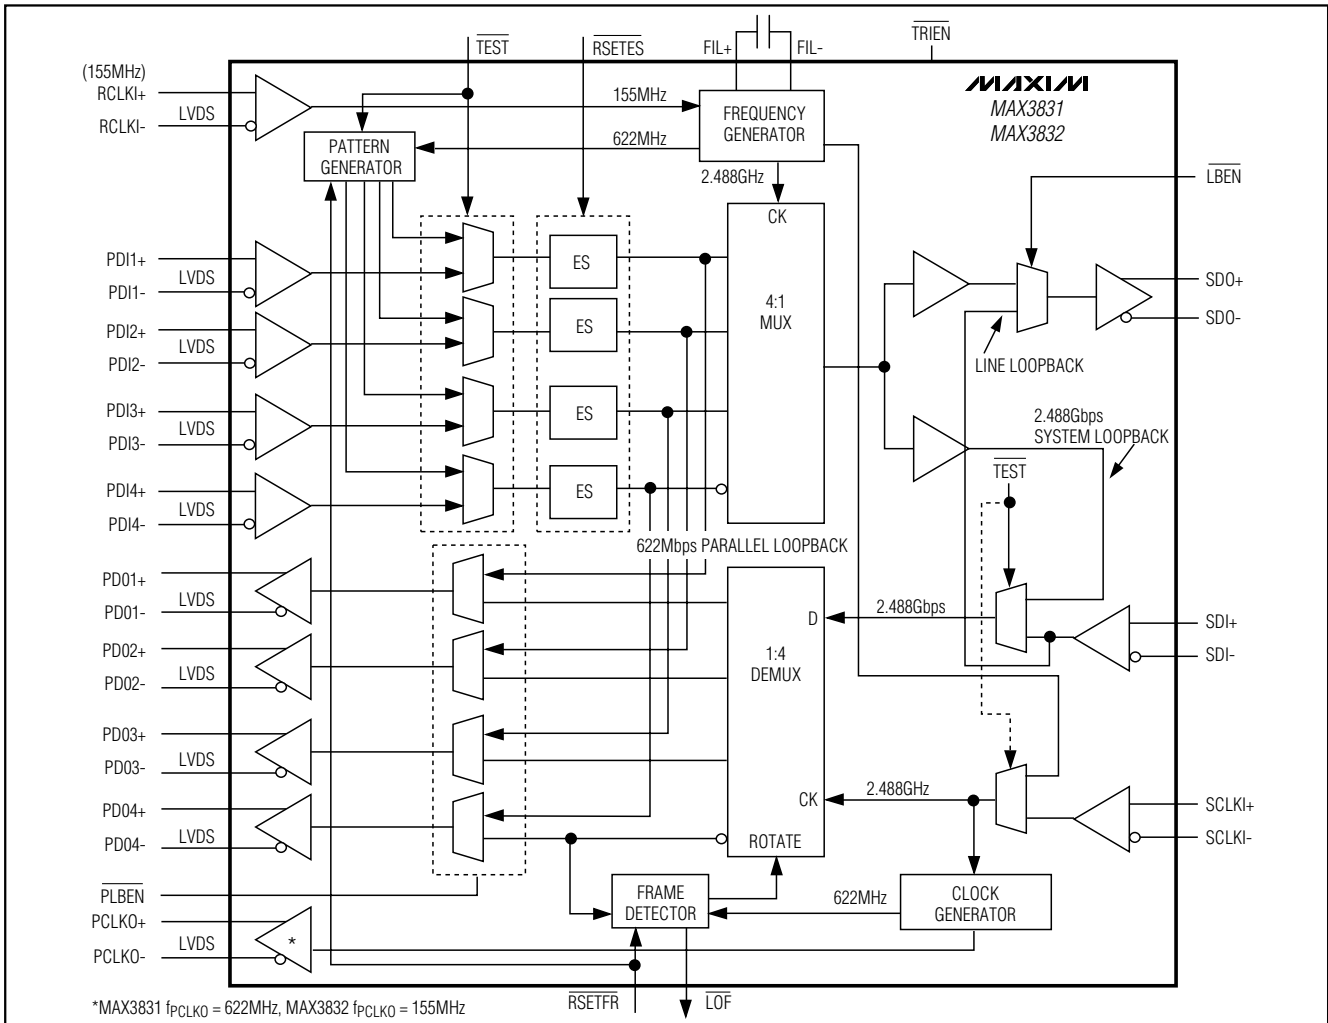 TEST
RSETES
FIL+
FIL-
TRIEN
(155MHz)
RCLKI+
LVDS
RCLKI-
155MHz
FREQUENCY
GENERATOR
MAXIM
MAX3831
MAX3832
PATTERN
GENERATOR
622MHz
2.488GHz
LBEN
CK
PDI1+
LVDS
PDI1-
ES
4:1
MUX
SDO+
SDO-
PDI2+
LVDS
PDI2-
ES
LINE LOOPBACK
PDI3+
LVDS
PDI3-
ES
2.488Gbps
SYSTEM LOOPBACK
TEST
PDI4+
LVDS
PDI4-
ES
622Mbps PARALLEL LOOPBACK
PD01+
LVDS
PD01-
D
2.488Gbps
SDI+
SDI-
PD02+
LVDS
PD02-
1:4
DEMUX
PD03+
LVDS
PD03-
CK
2.488GHz
SCLKI+
SCLKI-
PD04+
LVDS
PD04-
ROTATE
PLBEN
FRAME
DETECTOR
622MHz
CLOCK
GENERATOR
PCLKO+
LVDS
PCLKO-
*
RSETFR
LOF
*MAX3831 fPCLKO = 622MHz, MAX3832 fPCLKO = 155MHz